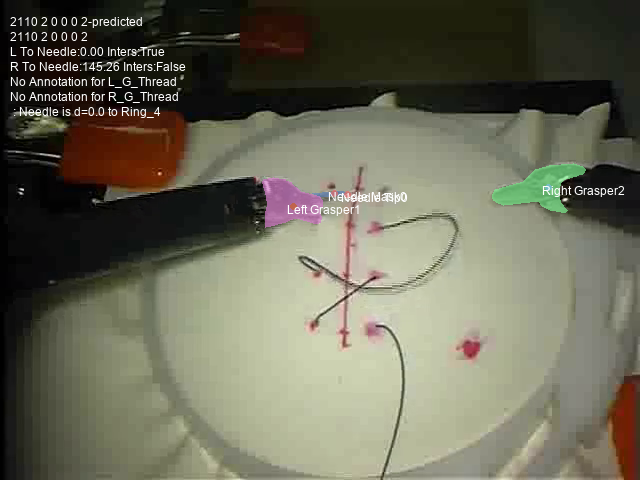 2110 2 0 0 0 2-predicted
2110 2 0 0 0 2
L To Needle:0.00 Inters:True
R To Needle:145.26 Inters:False
No Annotation for L_G_Thread
No Annotation for R_G_Thread
: Needle is d=0.0 to Ring_4
Right Grasper2
Left Grasper1